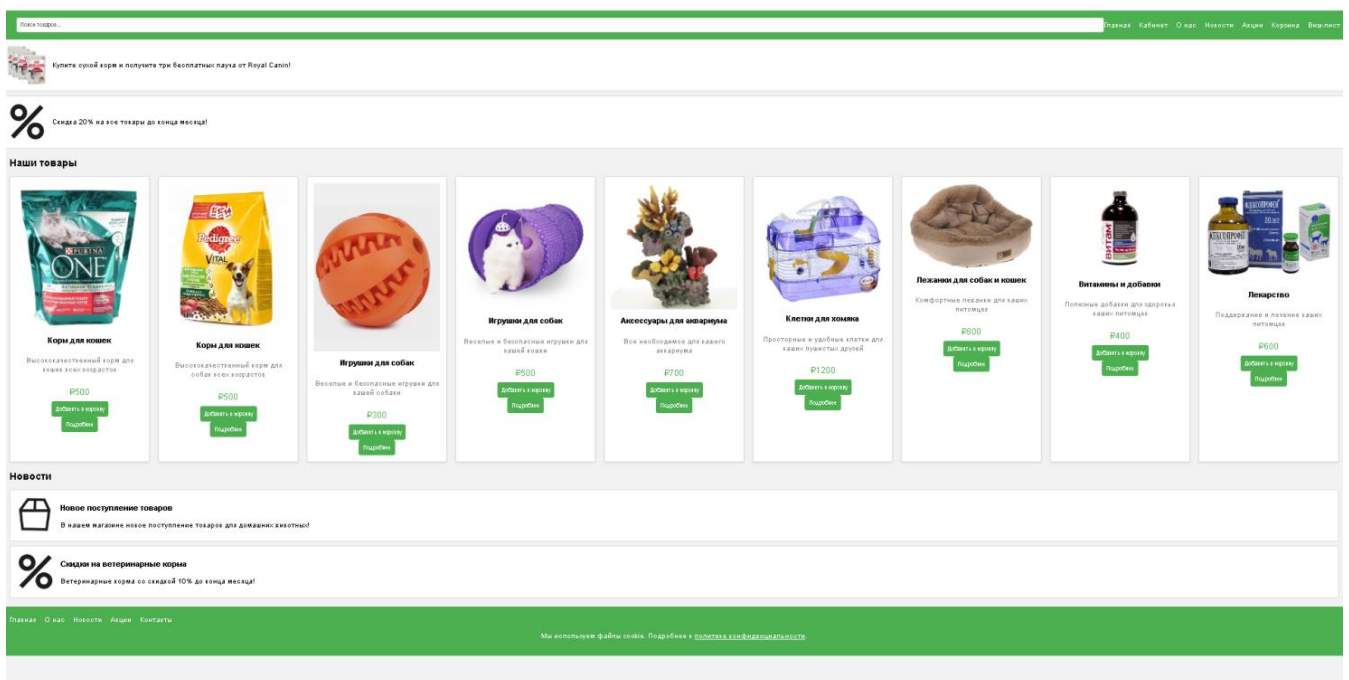 Поиск товаров...
Главная Кабинет О нас Новости Акции Корзина Виш-лист
Купите сухой корм и получите три бесплатных пауча от Royal Canin!
Скидка 20% на все товары до конца месяца!
Наши товары
PURINA
ONE
Корм для кошек
Высококачественный корм для
кошек всех возрастов
₽500
Добавить в корзину
Подробнее
Pedigree
VITAL
Корм для кошек
Высококачественный корм для
собак всех возрастов
₽500
Добавить в корзину
Подробнее
Игрушки для собак
Веселые и безопасные игрушки для
вашей собаки
₽300
Добавить в корзину
Подробнее
Игрушки для собак
Веселые и безопасные игрушки для
вашей кошки
₽500
Добавить в корзину
Подробнее
Аксессуары для аквариума
Все необходимое для вашего
аквариума
₽700
Добавить в корзину
Подробнее
Клетки для хомяка
Просторные и удобные клетки для
ваших пушистых друзей
₽1200
Добавить в корзину
Подробнее
Лежанки для собак и кошек
Комфортные лежанки для ваших
питомцев
₽800
Добавить в корзину
Подробнее
ВИТАМ
Витамины и добавки
Полезные добавки для здоровья
ваших питомцев
₽400
Добавить в корзину
Подробнее
Лекарство
Поддержание и лечение ваших
питомцев
₽600
Добавить в корзину
Подробнее
Новости
Новое поступление товаров
В нашем магазине новое поступление товаров для домашних животных!
Скидки на ветеринарные корма
Ветеринарные корма со скидкой 10% до конца месяца!
Главная О нас Новости Акции Контакты
Мы используем файлы cookie. Подробнее в политике конфиденциальности.